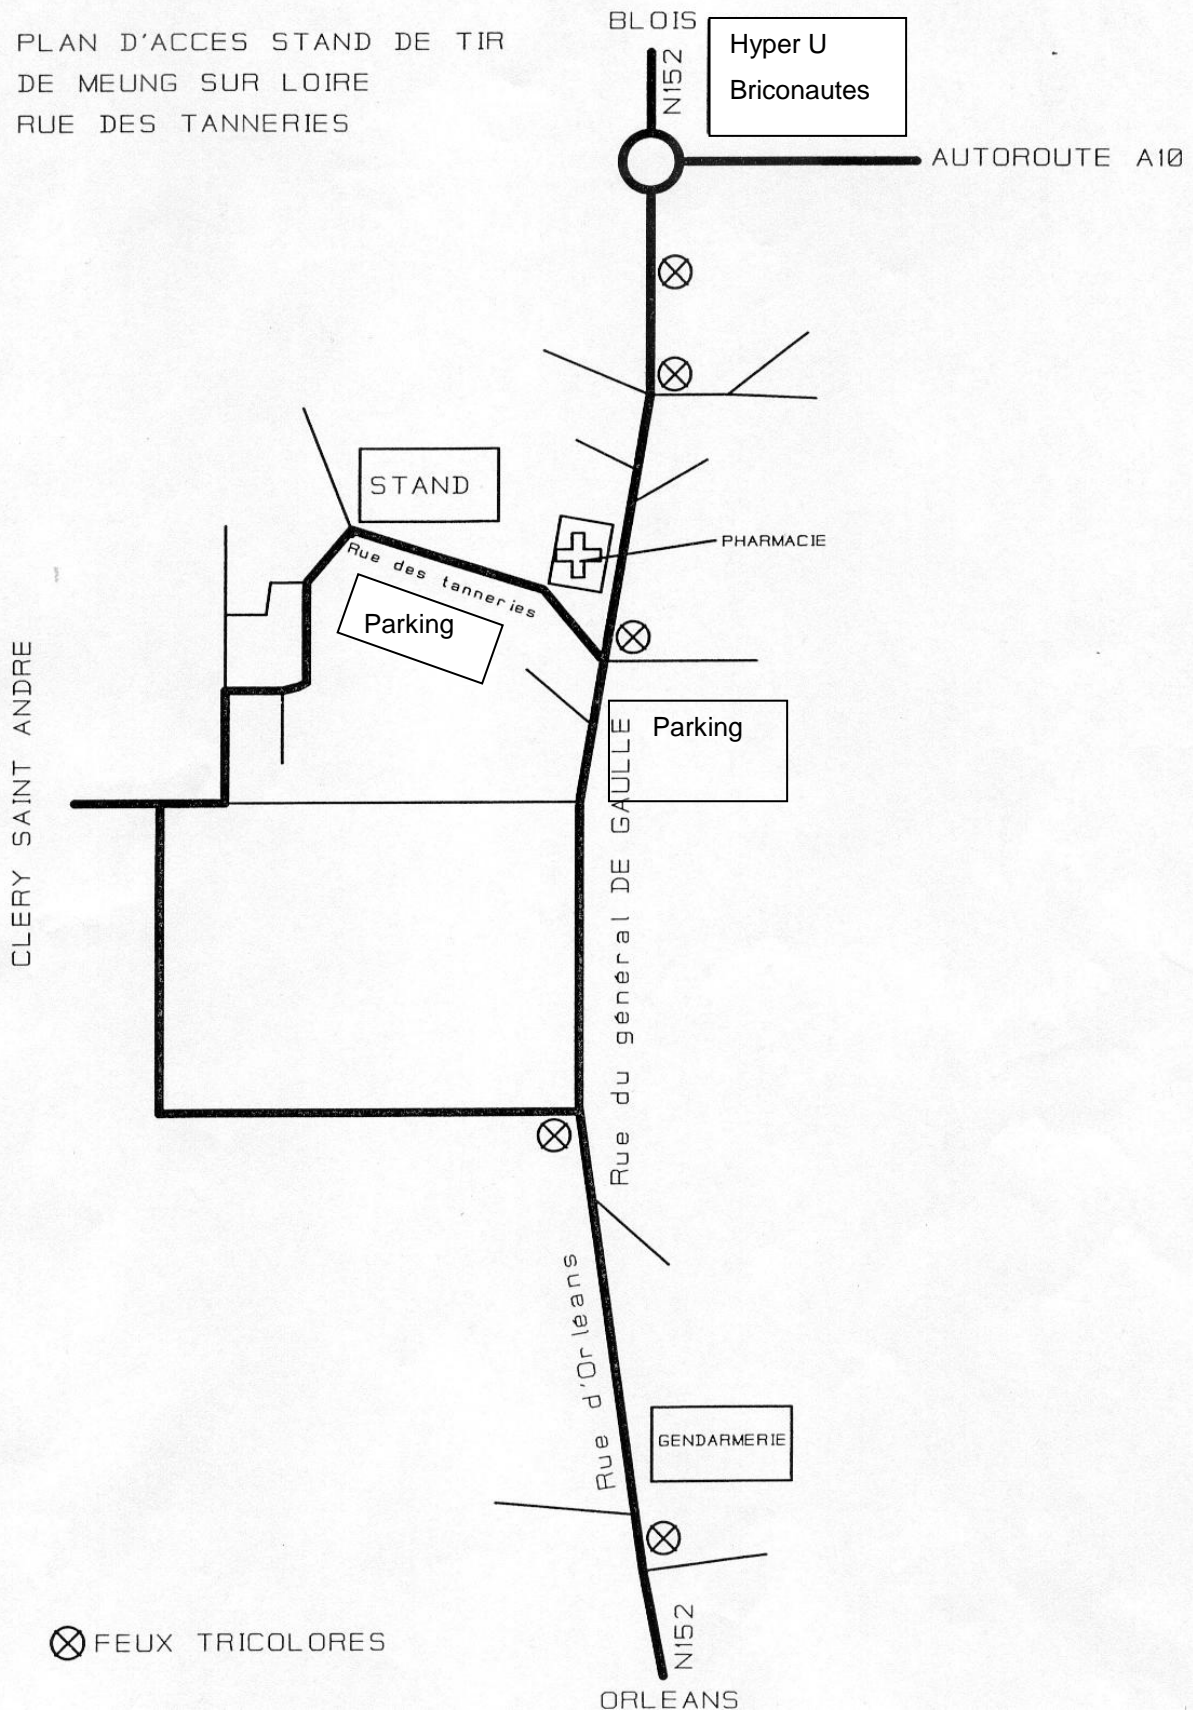 PLAN D'ACCES STAND DE TIR
DE MEUNG SUR LOIRE
RUE DES TANNERIES
BLOIS
N152
Hyper U
Briconautes
AUTOROUTE A10
STAND
PHARMACIE
Rue des tanneries
Parking
Parking
CLERY SAINT ANDRE
Rue du général DE GAULLE
Rue d'Orléans
GENDARMERIE
N152
ORLEANS
FEUX TRICOLORES